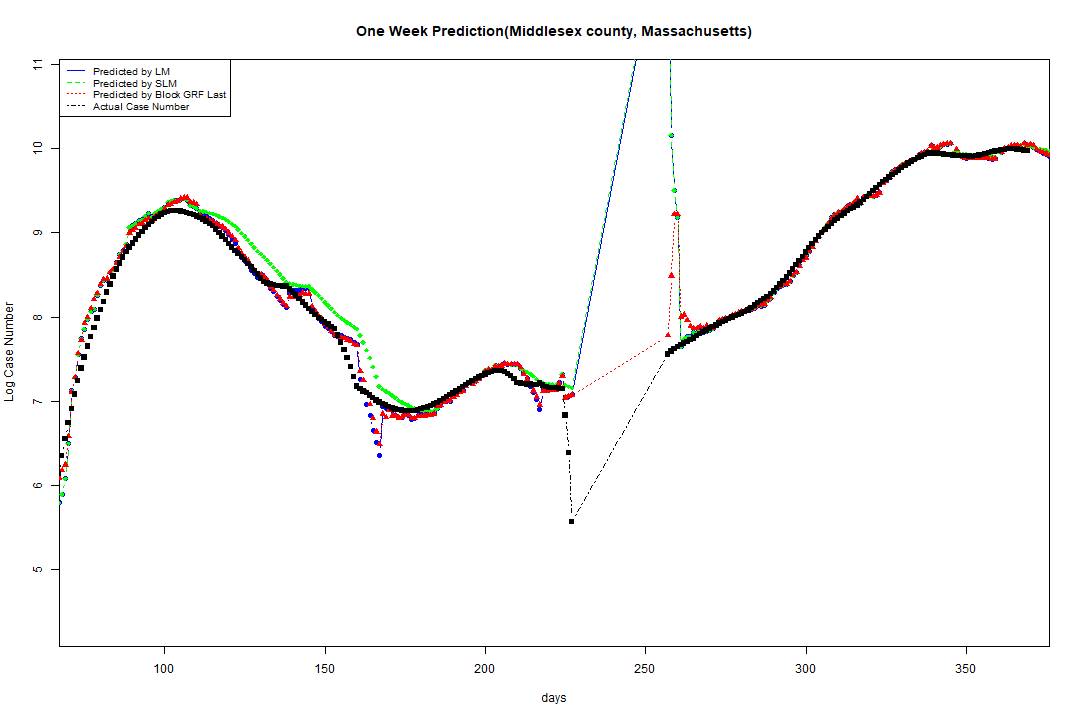 One Week Prediction(Middlesex county, Massachusetts)
Predicted by LM
Predicted by SLM
Predicted by Block GRF Last
Actual Case Number
Log Case Number
11
10
9
8
7
6
5
100 150 200 250 300 350
days